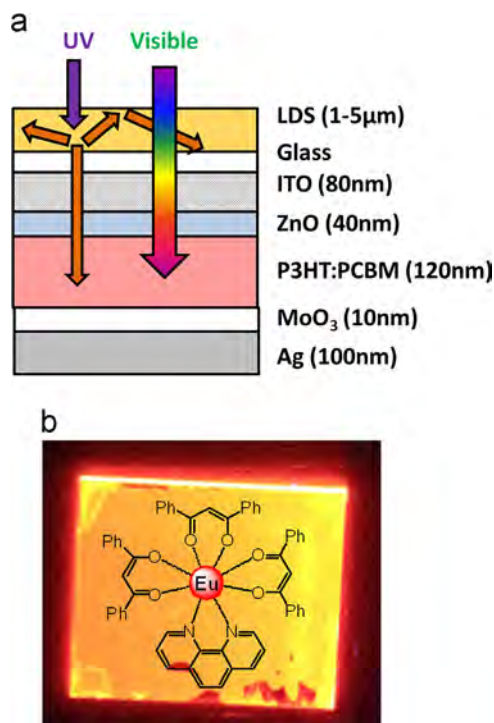 a
UV Visible
LDS (1-5μm)
Glass
ITO (80nm)
ZnO (40nm)
P3HT:PCBM (120nm)
MoO₃ (10nm)
Ag (100nm)
b
Ph Ph
Ph O O Ph
O O
Eu
O O
Ph Ph
N N